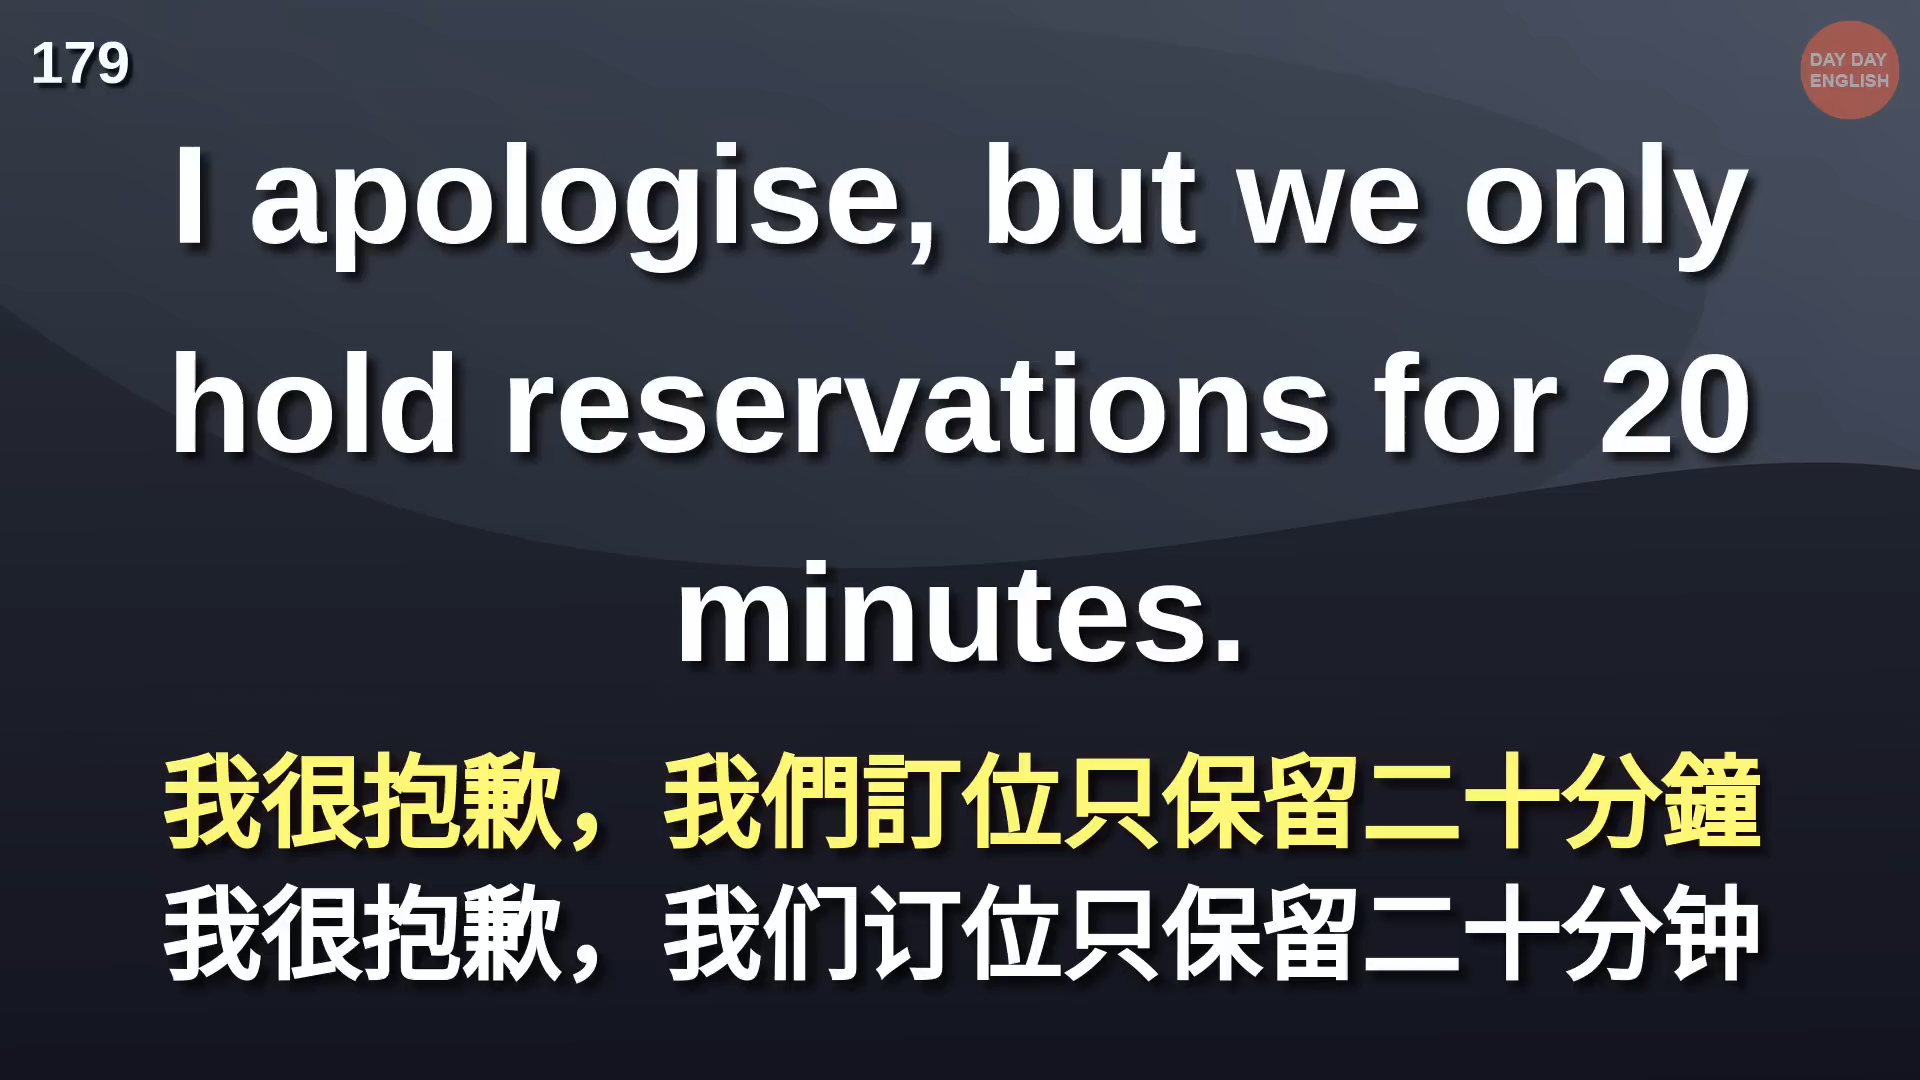 179
DAY DAY
ENGLISH
I apologise, but we only
hold reservations for 20
minutes.
我很抱歉，我們訂位只保留二十分鐘
我很抱歉，我们订位只保留二十分钟